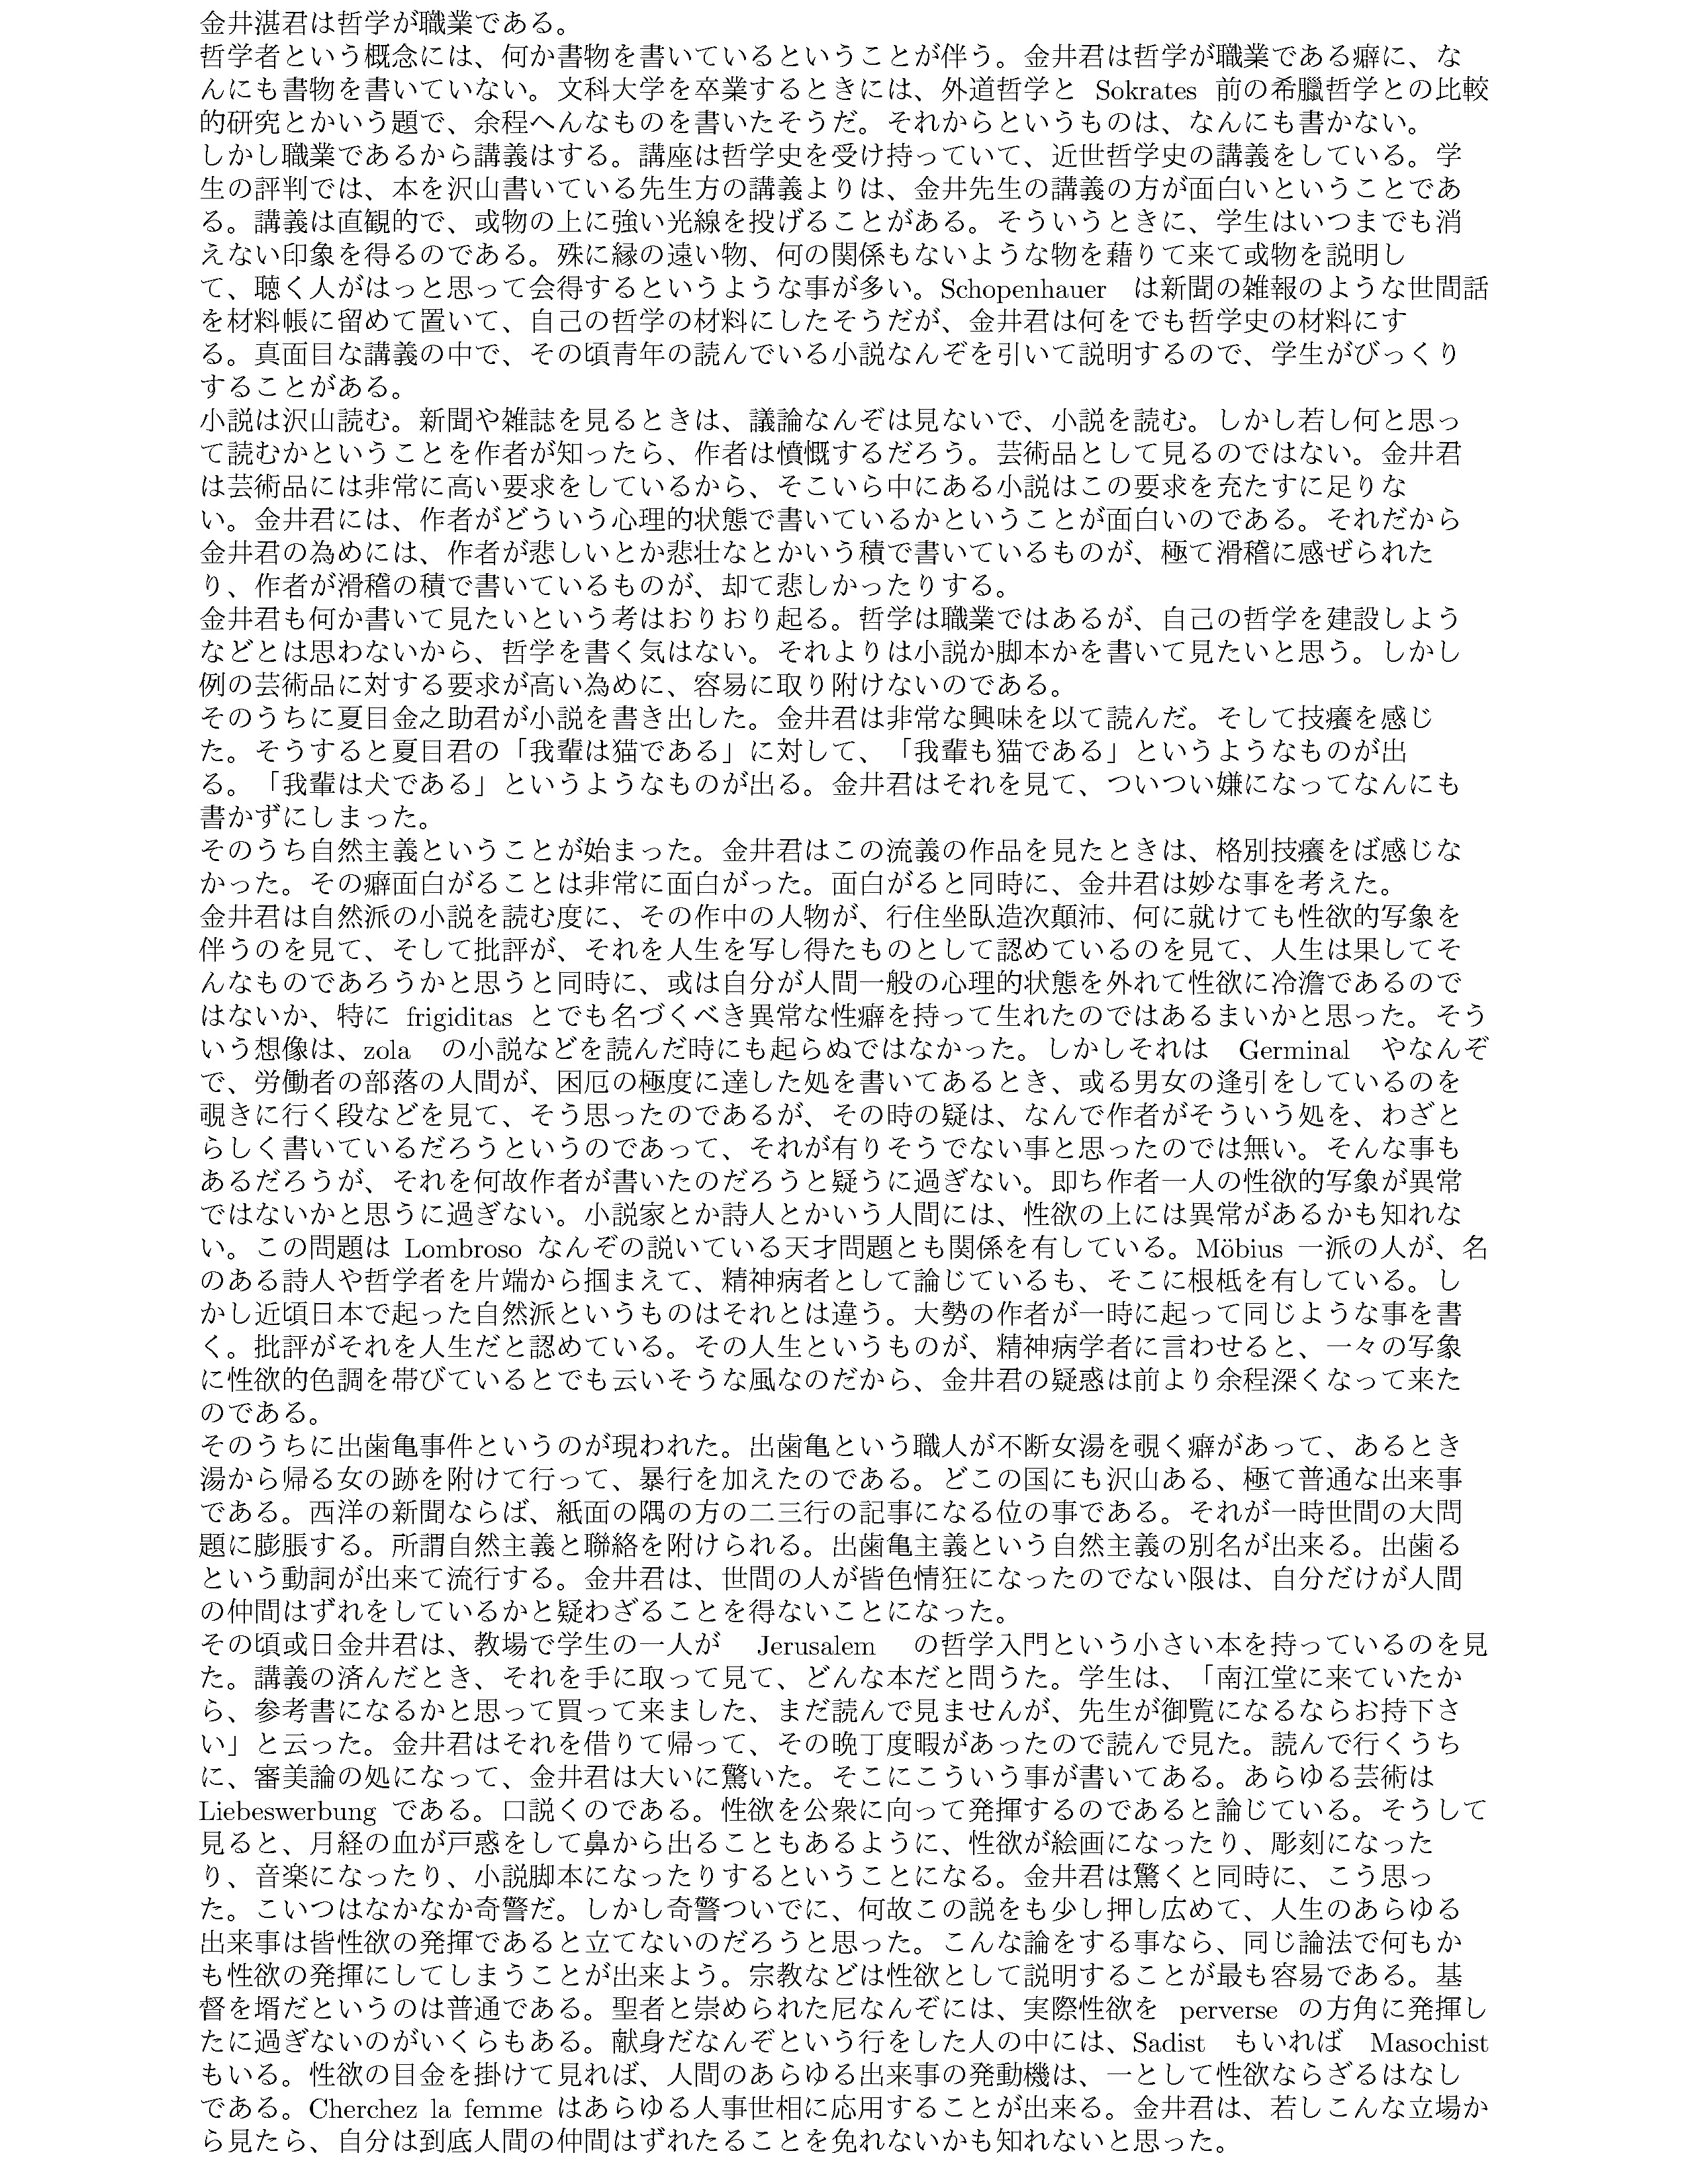 金井湛君は哲学が職業である。
哲学者という概念には、何か書物を書いているということが伴う。金井君は哲学が職業である癖に、な
んにも書物を書いていない。文科大学を卒業するときには、外道哲学と Sokrates 前の希臘哲学との比較
的研究とかいう題で、余程へんなものを書いたそうだ。それからというものは、なんにも書かない。
しかし職業であるから講義はする。講座は哲学史を受け持っていて、近世哲学史の講義をしている。学
生の評判では、本を沢山書いている先生方の講義よりは、金井先生の講義の方が面白いということであ
る。講義は直観的で、或物の上に強い光線を投げることがある。そういうときに、学生はいつまでも消
えない印象を得るのである。殊に縁の遠い物、何の関係もないような物を藉りて来て或物を説明し
て、聴く人がはっと思って会得するというような事が多い。Schopenhauer は新聞の雑報のような世間話
を材料帳に留めて置いて、自己の哲学の材料にしたそうだが、金井君は何をでも哲学史の材料にす
る。真面目な講義の中で、その頃青年の読んでいる小説なんぞを引いて説明するので、学生がびっくり
することがある。
小説は沢山読む。新聞や雑誌を見るときは、議論なんぞは見ないで、小説を読む。しかし若し何と思っ
て読むかということを作者が知ったら、作者は憤慨するだろう。芸術品として見るのではない。金井君
は芸術品には非常に高い要求をしているから、そこいら中にある小説はこの要求を充たすに足りな
い。金井君には、作者がどういう心理的状態で書いているかということが面白いのである。それだから
金井君の為めには、作者が悲しいとか悲壮なとかいう積で書いているものが、極て滑稽に感ぜられた
り、作者が滑稽の積で書いているものが、却て悲しかったりする。
金井君も何か書いて見たいという考はおりおり起る。哲学は職業ではあるが、自己の哲学を建設しよう
などとは思わないから、哲学を書く気はない。それよりは小説か脚本かを書いて見たいと思う。しかし
例の芸術品に対する要求が高い為めに、容易に取り附けないのである。
そのうちに夏目金之助君が小説を書き出した。金井君は非常な興味を以て読んだ。そして技癢を感じ
た。そうすると夏目君の「我輩は猫である」に対して、「我輩も猫である」というようなものが出
る。「我輩は犬である」というようなものが出る。金井君はそれを見て、ついつい嫌になってなんにも
書かずにしまった。
そのうち自然主義ということが始まった。金井君はこの流義の作品を見たときは、格別技癢をば感じな
かった。その癖面白がることは非常に面白がった。面白がると同時に、金井君は妙な事を考えた。
金井君は自然派の小説を読む度に、その作中の人物が、行住坐臥造次顛沛、何に就けても性欲的写象を
伴うのを見て、そして批評が、それを人生を写し得たものとして認めているのを見て、人生は果してそ
んなものであろうかと思うと同時に、或は自分が人間一般の心理的状態を外れて性欲に冷澹であるので
はないか、特に frigiditas とでも名づくべき異常な性癖を持って生れたのではあるまいかと思った。そう
いう想像は、zola の小説などを読んだ時にも起らぬではなかった。しかしそれは Germinal やなんぞ
で、労働者の部落の人間が、困厄の極度に達した処を書いてあるとき、或る男女の逢引をしているのを
覗きに行く段などを見て、そう思ったのであるが、その時の疑は、なんで作者がそういう処を、わざと
らしく書いているだろうというのであって、それが有りそうでない事と思ったのでは無い。そんな事も
あるだろうが、それを何故作者が書いたのだろうと疑うに過ぎない。即ち作者一人の性欲的写象が異常
ではないかと思うに過ぎない。小説家とか詩人とかいう人間には、性欲の上には異常があるかも知れな
い。この問題は Lombroso なんぞの説いている天才問題とも関係を有している。Möbius 一派の人が、名
のある詩人や哲学者を片端から掴まえて、精神病者として論じているも、そこに根柢を有している。し
かし近頃日本で起った自然派というものはそれとは違う。大勢の作者が一時に起って同じような事を書
く。批評がそれを人生だと認めている。その人生というものが、精神病学者に言わせると、一々の写象
に性欲的色調を帯びているとでも云いそうな風なのだから、金井君の疑惑は前より余程深くなって来た
のである。
そのうちに出歯亀事件というのが現われた。出歯亀という職人が不断女湯を覗く癖があって、あるとき
湯から帰る女の跡を附けて行って、暴行を加えたのである。どこの国にも沢山ある、極て普通な出来事
である。西洋の新聞ならば、紙面の隅の方の二三行の記事になる位の事である。それが一時世間の大問
題に膨脹する。所謂自然主義と聯絡を附けられる。出歯亀主義という自然主義の別名が出来る。出歯る
という動詞が出来て流行する。金井君は、世間の人が皆色情狂になったのでない限は、自分だけが人間
の仲間はずれをしているかと疑わざることを得ないことになった。
その頃或日金井君は、教場で学生の一人が Jerusalem の哲学入門という小さい本を持っているのを見
た。講義の済んだとき、それを手に取って見て、どんな本だと問うた。学生は、「南江堂に来ていたか
ら、参考書になるかと思って買って来ました、まだ読んで見ませんが、先生が御覧になるならお持下さ
い」と云った。金井君はそれを借りて帰って、その晩丁度暇があったので読んで見た。読んで行くうち
に、審美論の処になって、金井君は大いに驚いた。そこにこういう事が書いてある。あらゆる芸術は
Liebeswerbung である。口説くのである。性欲を公衆に向って発揮するのであると論じている。そうして
見ると、月経の血が戸惑をして鼻から出ることもあるように、性欲が絵画になったり、彫刻になった
り、音楽になったり、小説脚本になったりするということになる。金井君は驚くと同時に、こう思っ
た。こいつはなかなか奇警だ。しかし奇警ついでに、何故この説をも少し押し広めて、人生のあらゆる
出来事は皆性欲の発揮であると立てないのだろうと思った。こんな論をする事なら、同じ論法で何もか
も性欲の発揮にしてしまうことが出来よう。宗教などは性欲として説明することが最も容易である。基
督を壻だというのは普通である。聖者と崇められた尼なんぞには、実際性欲を perverse の方角に発揮し
たに過ぎないのがいくらもある。献身だなんぞという行をした人の中には、Sadist もいれば Masochist
もいる。性欲の目金を掛けて見れば、人間のあらゆる出来事の発動機は、一として性欲ならざるはなし
である。Cherchez la femme はあらゆる人事世相に応用することが出来る。金井君は、若しこんな立場か
ら見たら、自分は到底人間の仲間はずれたることを免れないかも知れないと思った。